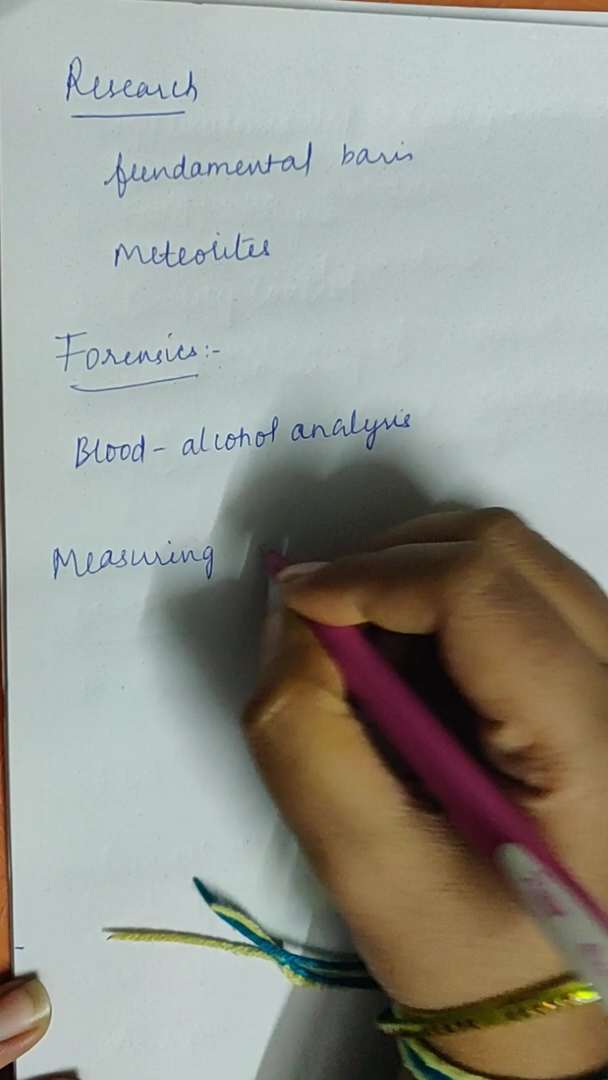 Research
fundamental basis
Meteorites
Forensics:-
Blood - alcohol analysis
Measuring